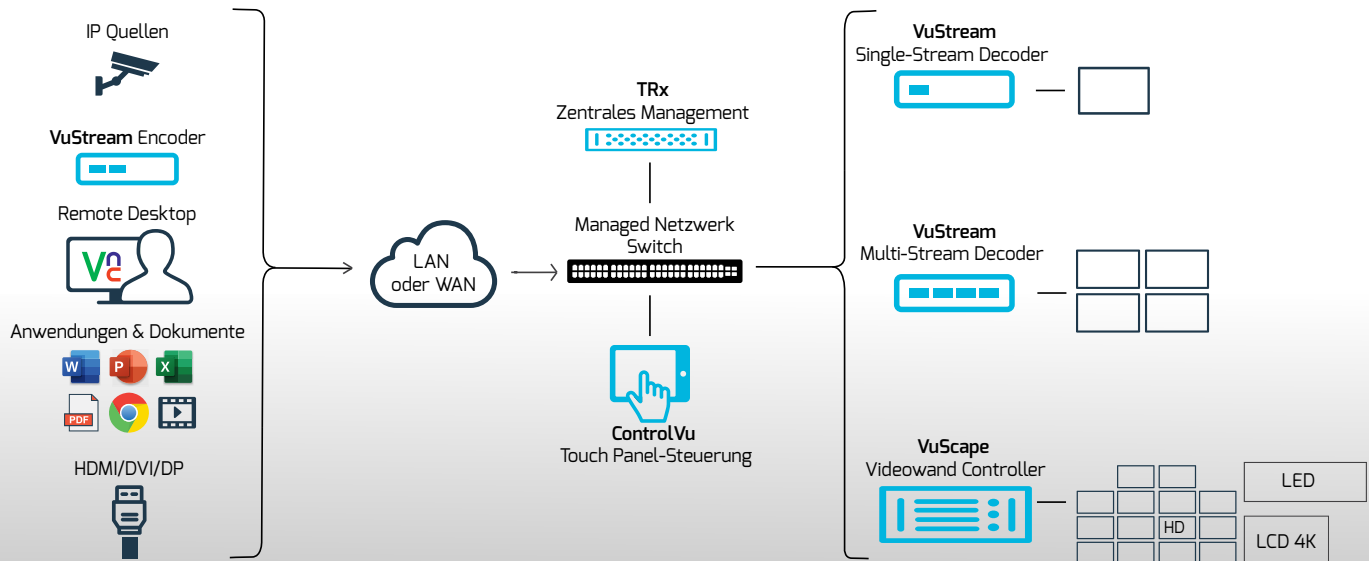 IP Quellen
VuStream Encoder
Remote Desktop
Vnc
Anwendungen & Dokumente
W
P
X
PDF
HDMI/DVI/DP
LAN
oder WAN
TRx
Zentrales Management
Managed Netzwerk
Switch
ControlVu
Touch Panel-Steuerung
VuStream
Single-Stream Decoder
VuStream
Multi-Stream Decoder
VuScape
Videowand Controller
HD
LED
LCD 4K